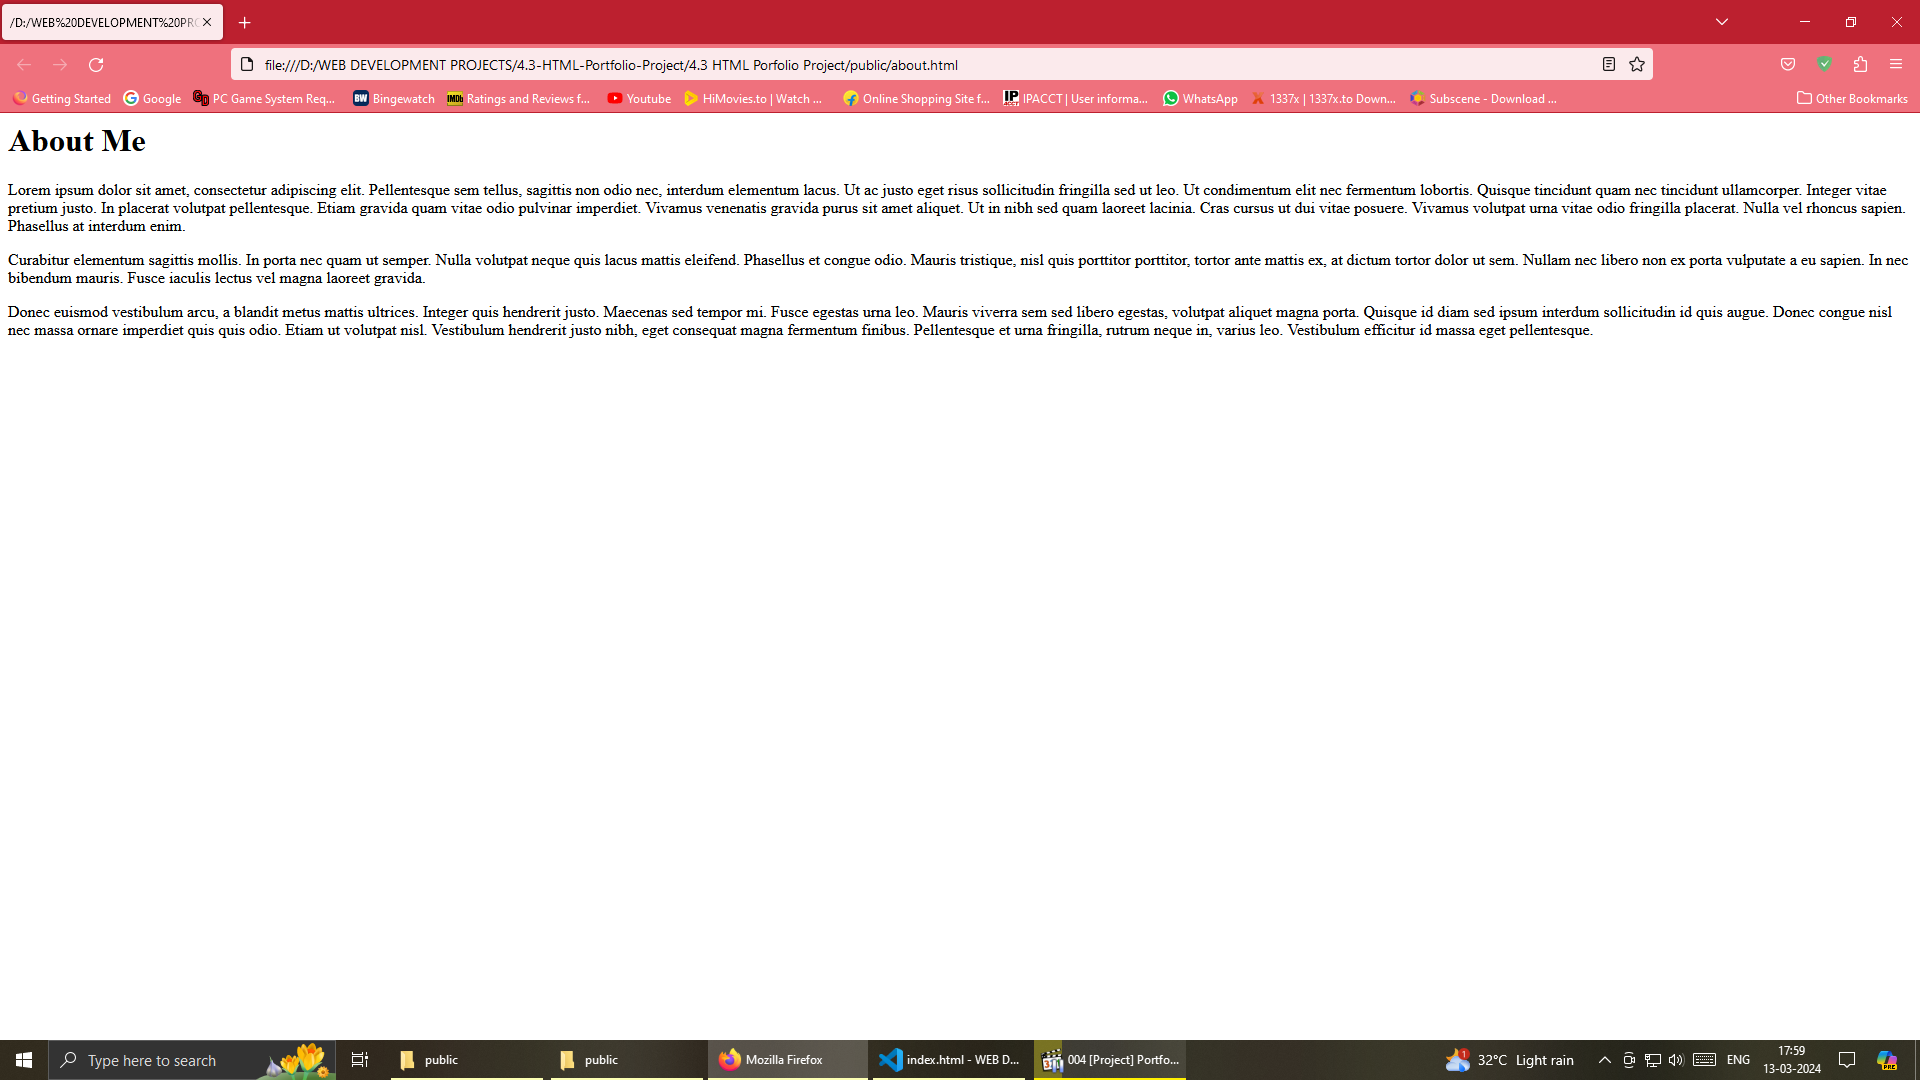 /D:/WEB%20DEVELOPMENT%20PRO
file:///D:/WEB DEVELOPMENT PROJECTS/4.3-HTML-Portfolio-Project/4.3 HTML Porfolio Project/public/about.html
Getting Started Google PC Game System Req... Bingewatch Ratings and Reviews f... Youtube HiMovies.to | Watch ... Online Shopping Site f... IPACCT | User informa... WhatsApp 1337x | 1337x.to Down... Subscene - Download ... Other Bookmarks
About Me
Lorem ipsum dolor sit amet, consectetur adipiscing elit. Pellentesque sem tellus, sagittis non odio nec, interdum elementum lacus. Ut ac justo eget risus sollicitudin fringilla sed ut leo. Ut condimentum elit nec fermentum lobortis. Quisque tincidunt quam nec tincidunt ullamcorper. Integer vitae
pretium justo. In placerat volutpat pellentesque. Etiam gravida quam vitae odio pulvinar imperdiet. Vivamus venenatis gravida purus sit amet aliquet. Ut in nibh sed quam laoreet lacinia. Cras cursus ut dui vitae posuere. Vivamus volutpat urna vitae odio fringilla placerat. Nulla vel rhoncus sapien.
Phasellus at interdum enim.
Curabitur elementum sagittis mollis. In porta nec quam ut semper. Nulla volutpat neque quis lacus mattis eleifend. Phasellus et congue odio. Mauris tristique, nisl quis porttitor porttitor, tortor ante mattis ex, at dictum tortor dolor ut sem. Nullam nec libero non ex porta vulputate a eu sapien. In nec
bibendum mauris. Fusce iaculis lectus vel magna laoreet gravida.
Donec euismod vestibulum arcu, a blandit metus mattis ultrices. Integer quis hendrerit justo. Maecenas sed tempor mi. Fusce egestas urna leo. Mauris viverra sem sed libero egestas, volutpat aliquet magna porta. Quisque id diam sed ipsum interdum sollicitudin id quis augue. Donec congue nisl
nec massa ornare imperdiet quis quis odio. Etiam ut volutpat nisl. Vestibulum hendrerit justo nibh, eget consequat magna fermentum finibus. Pellentesque et urna fringilla, rutrum neque in, varius leo. Vestibulum efficitur id massa eget pellentesque.
Type here to search public public Mozilla Firefox index.html - WEB D... 004 [Project] Portfo... 1 32°C Light rain ENG 17:59
13-03-2024